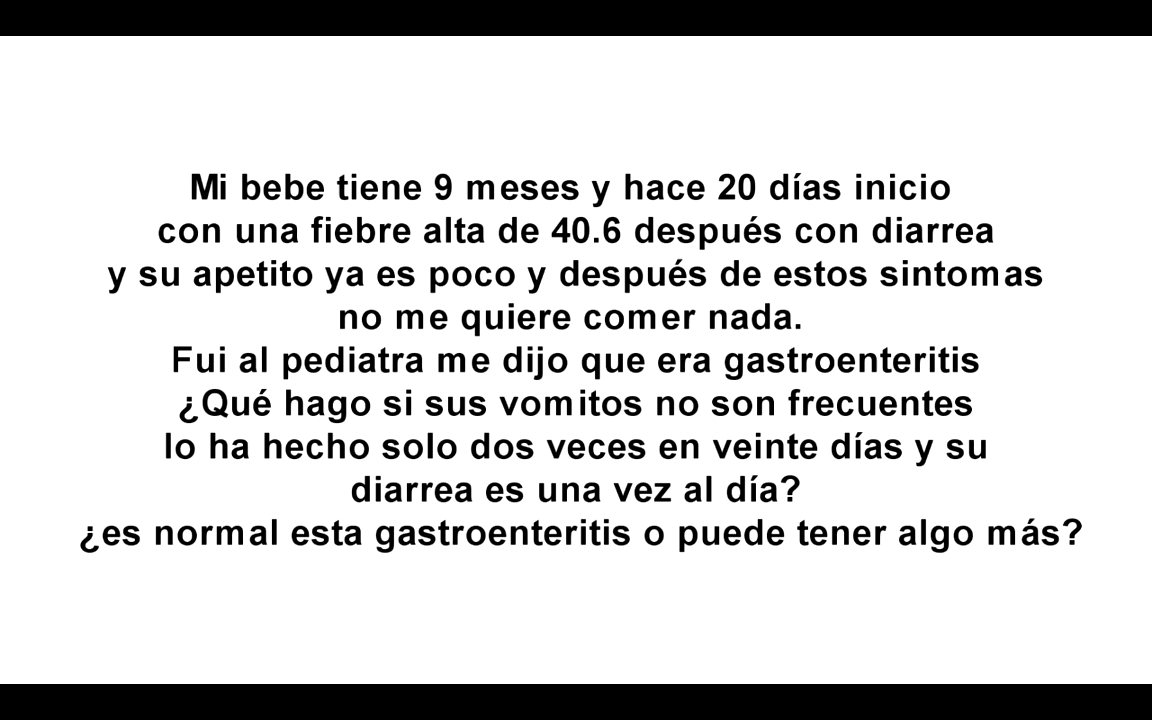 Mi bebe tiene 9 meses y hace 20 días inicio
con una fiebre alta de 40.6 después con diarrea
y su apetito ya es poco y después de estos sintomas
no me quiere comer nada.
Fui al pediatra me dijo que era gastroenteritis
¿Qué hago si sus vomitos no son frecuentes
lo ha hecho solo dos veces en veinte días y su
diarrea es una vez al día?
¿es normal esta gastroenteritis o puede tener algo más?